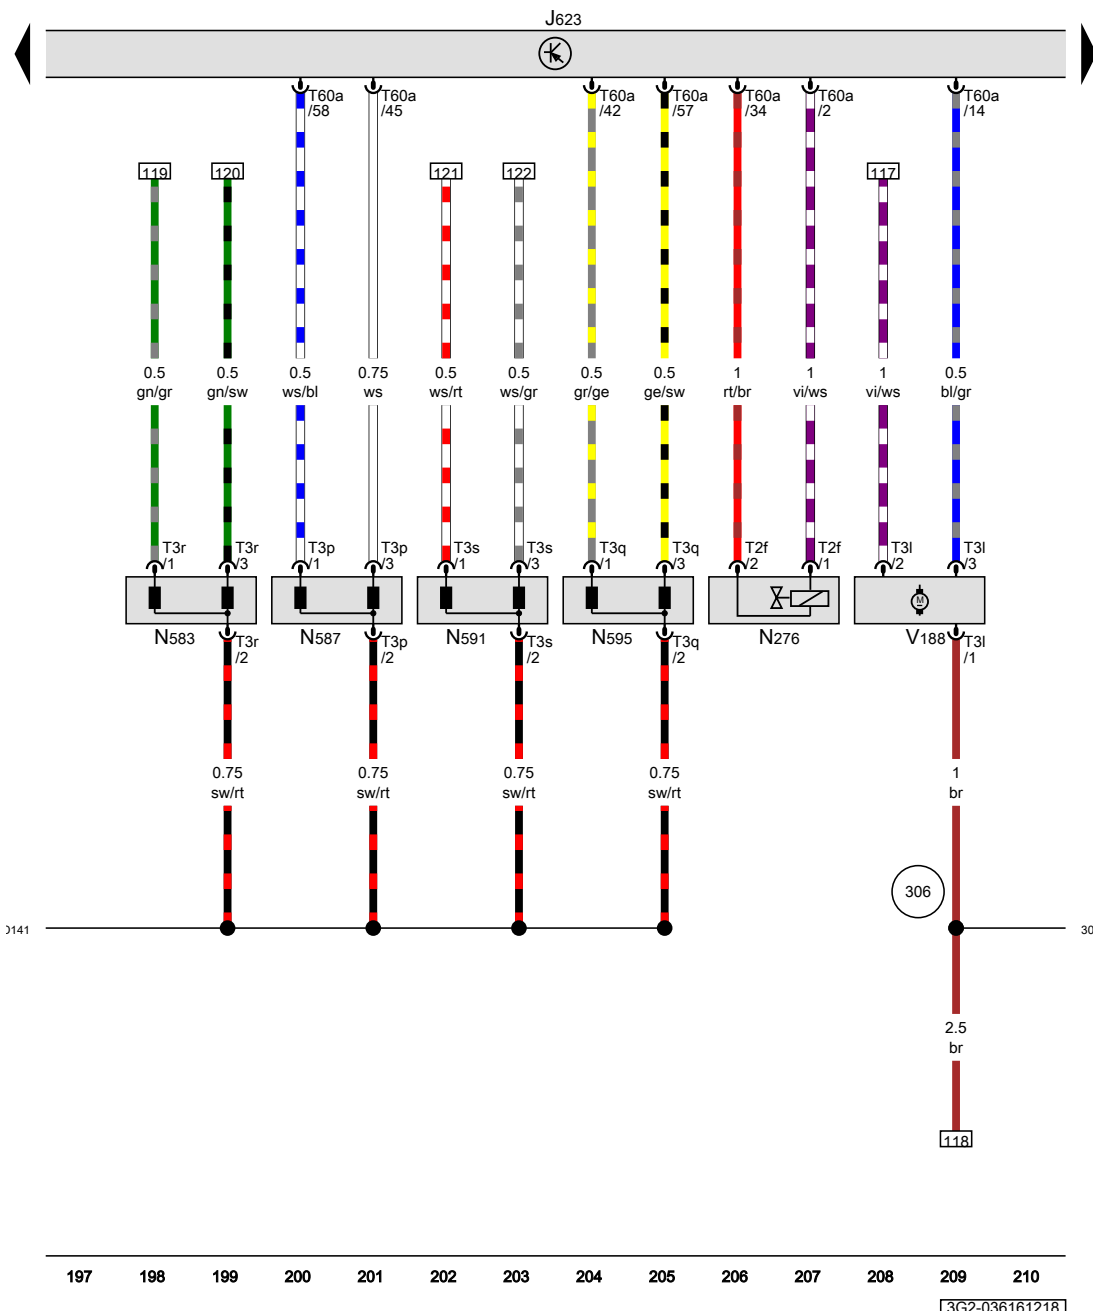 J623
T60a T60a T60a T60a T60a T60a T60a
/58 /45 /42 /57 /34 /2 /14
119 120 121 122 117
0.5 0.5 0.5 0.75 0.5 0.5 0.5 0.5 1 1 1 0.5
gn/gr gn/sw ws/bl ws ws/rt ws/gr gr/ge ge/sw rt/br vi/ws vi/ws bl/gr
T3r T3r T3p T3p T3s T3s T3q T3q T2f T2f T3l T3l
/1 /3 /1 /3 /1 /3 /1 /3 /2 /1 /2 /3
M
N583 N587 N591 N595 N276 V188
T3r T3p T3s T3q T3l
/2 /2 /2 /2 /1
0.75 0.75 0.75 0.75 1
sw/rt sw/rt sw/rt sw/rt br
306
141 30
2.5
br
118
197 198 199 200 201 202 203 204 205 206 207 208 209 210
3G2-036161218